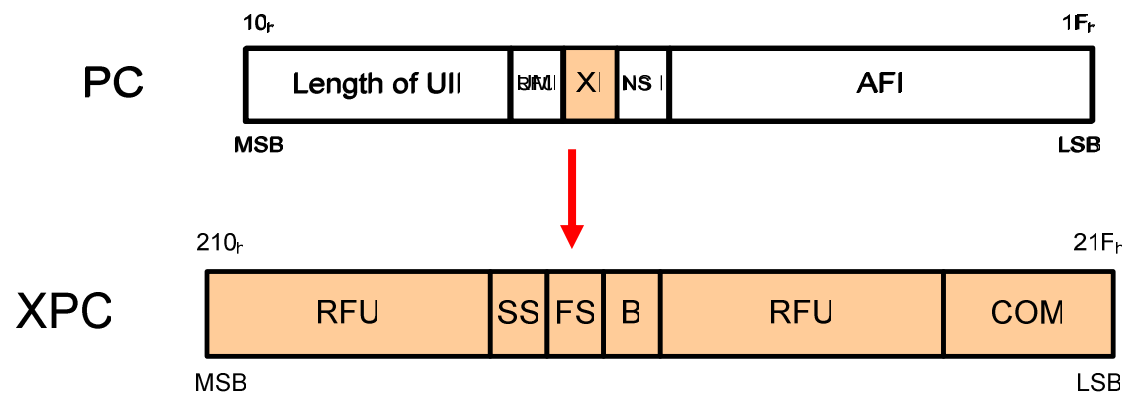 10h 1Fh
PC Length of UII XI NSI AFI
MSB LSB
210h 21Fh
XPC RFU SS FS B RFU COM
MSB LSB